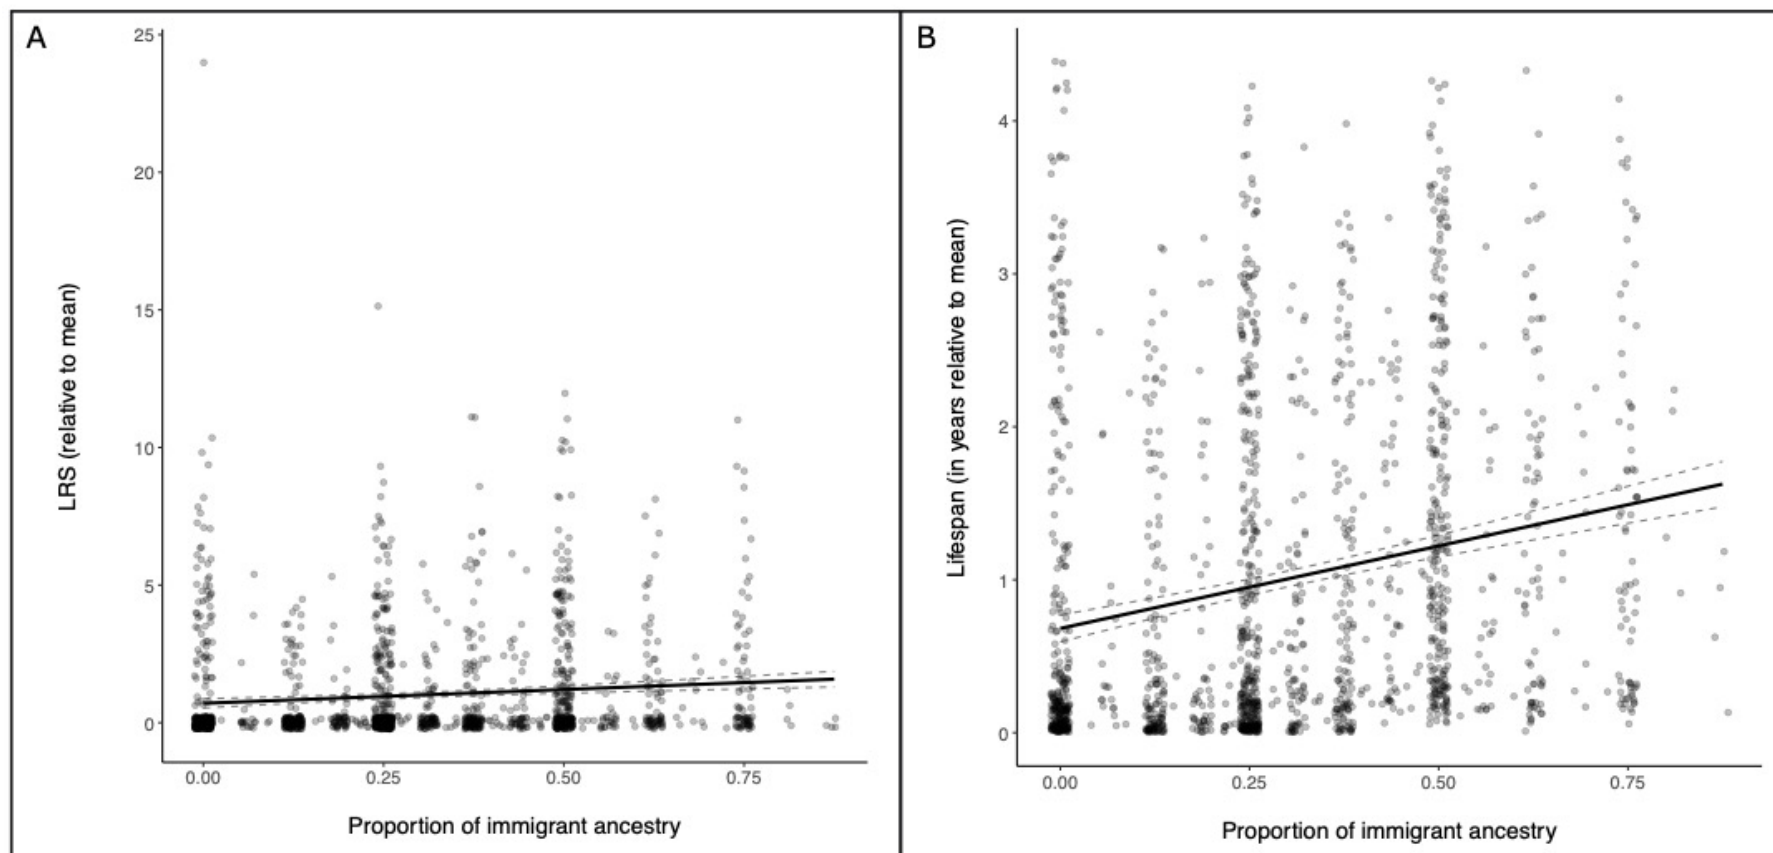 A
25
20
15
10
5
0
LRS (relative to mean)
0.00 0.25 0.50 0.75
Proportion of immigrant ancestry
B
4
3
2
1
0
Lifespan (in years relative to mean)
0.00 0.25 0.50 0.75
Proportion of immigrant ancestry